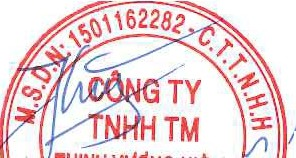 M.S.D.N: 1501162282-C.T.T.N.H.H
CÔNG TY
TNHH TM